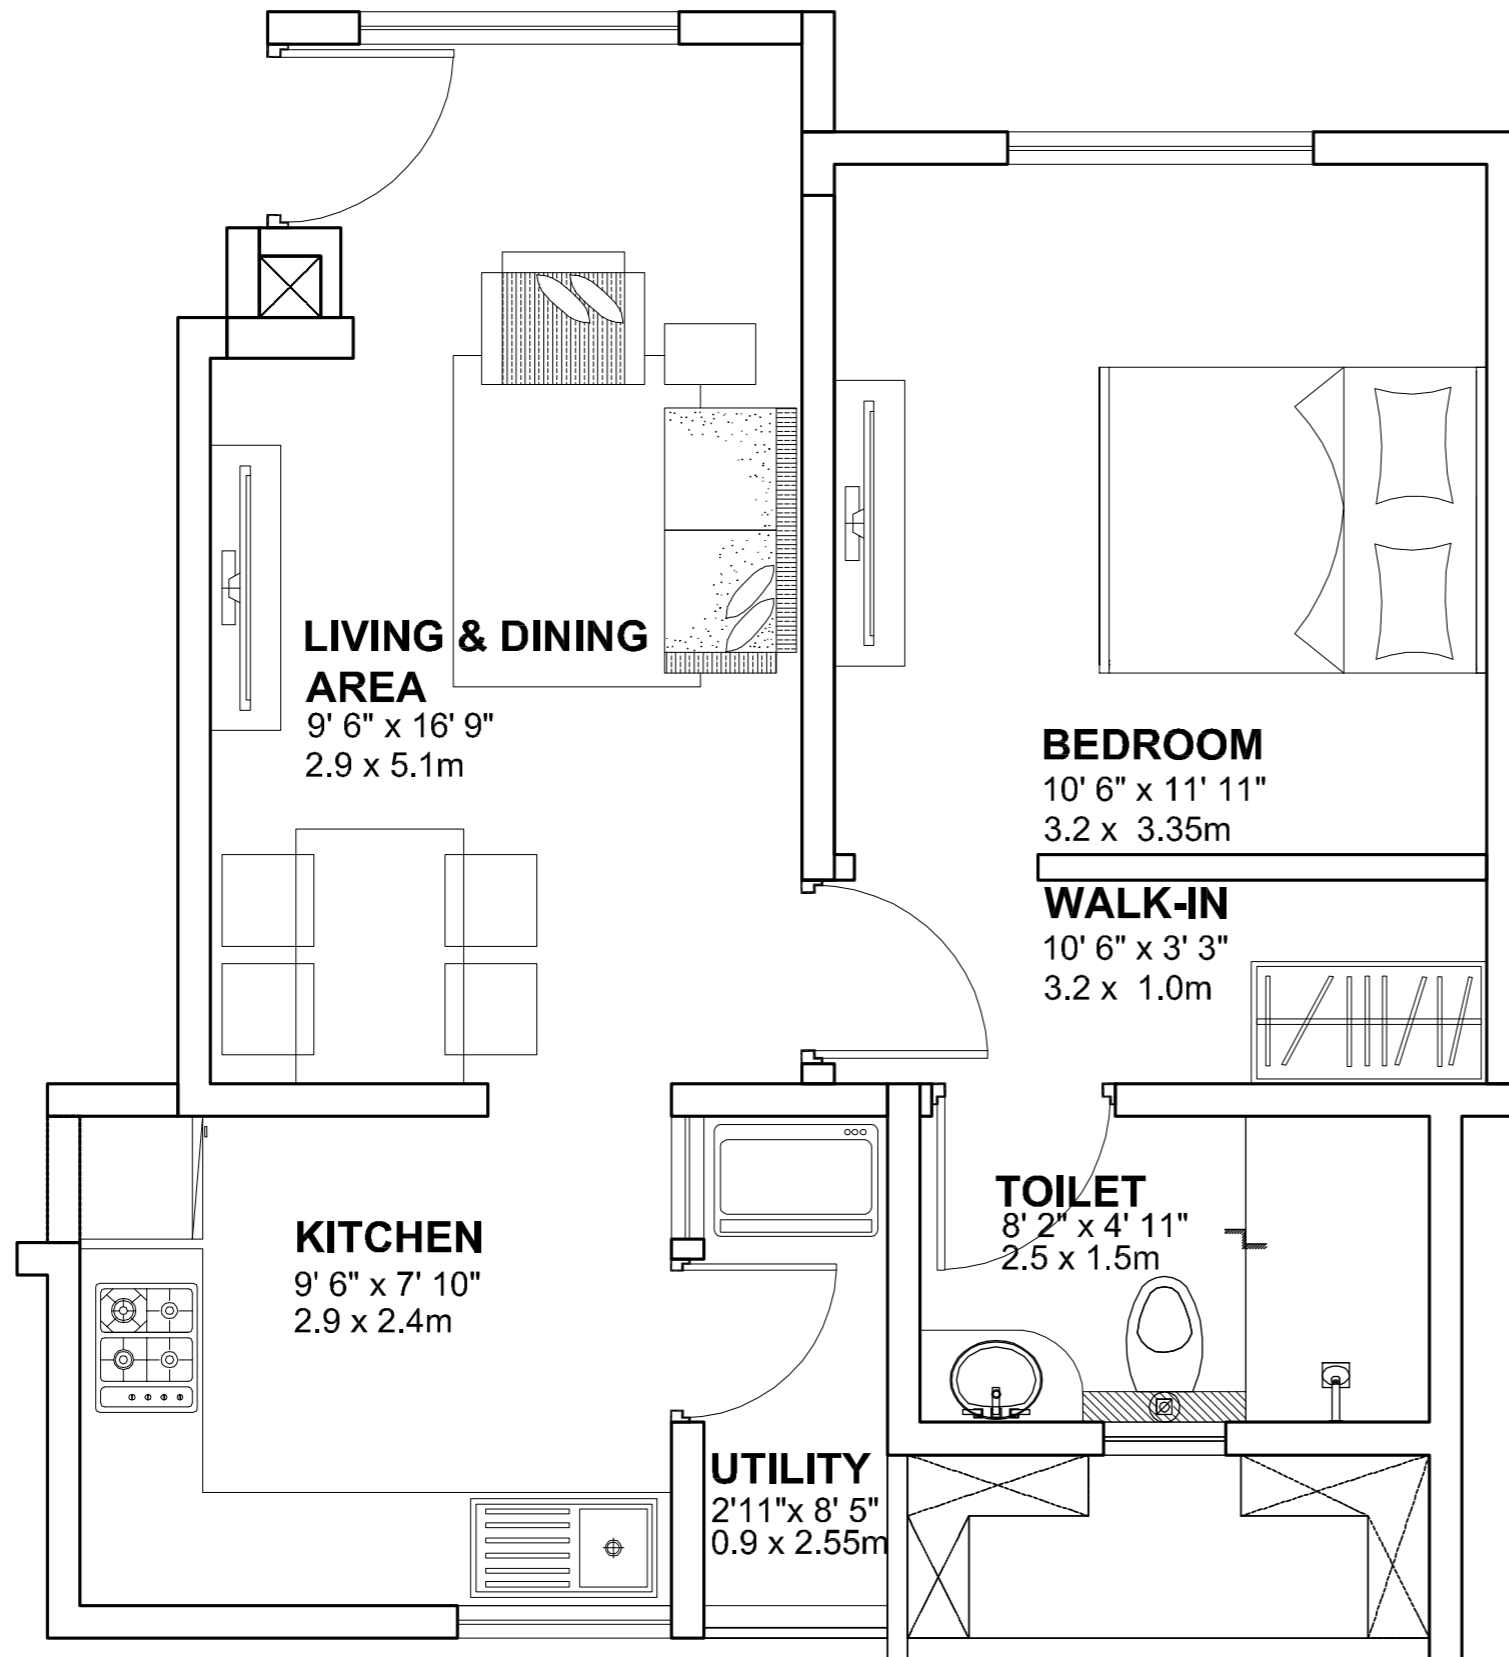 LIVING & DINING
AREA
9' 6" x 16' 9"
2.9 x 5.1m
BEDROOM
10' 6" x 11' 11"
3.2 x  3.35m
WALK-IN
10' 6" x 3' 3"
3.2 x  1.0m
KITCHEN
9' 6" x 7' 10"
2.9 x 2.4m
TOILET
8' 2" x 4' 11"
2.5 x 1.5m
UTILITY
2'11"x 8' 5"
0.9 x 2.55m